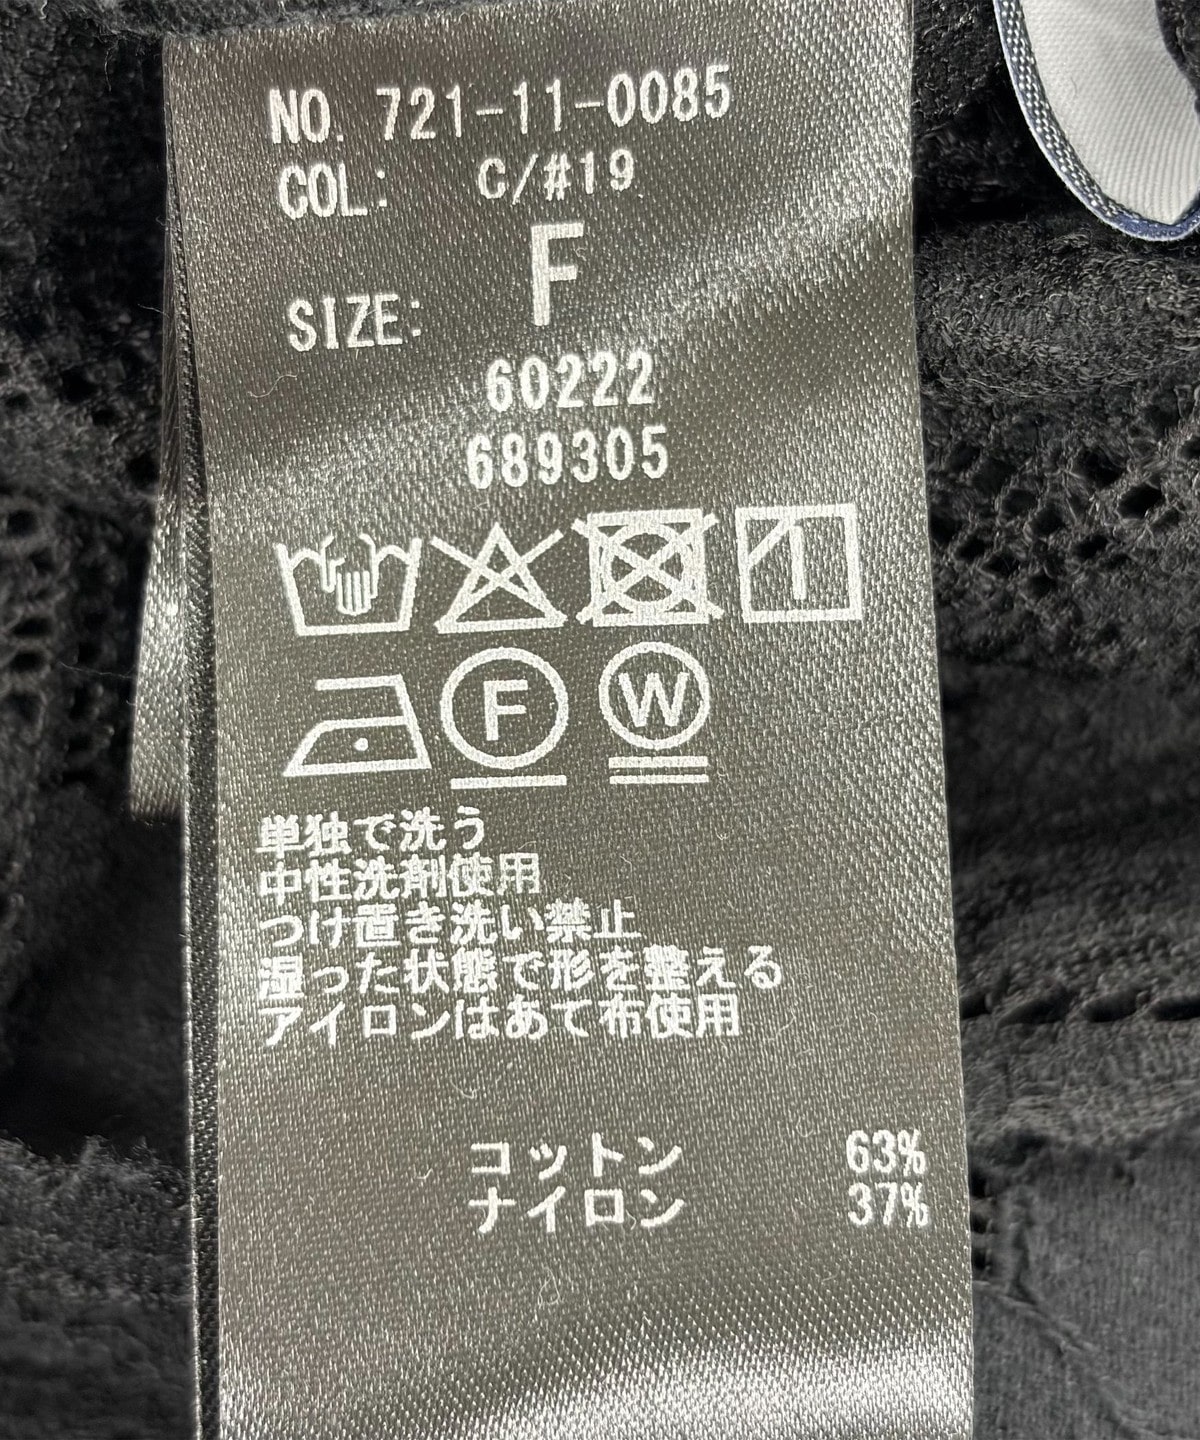 NO. 721-11-0085
COL: C/#19
SIZE: F
60222
689305
F W
単独で洗う
中性洗剤使用
つけ置き洗い禁止
湿った状態で形を整える
アイロンはあて布使用
コットン 63%
ナイロン 37%